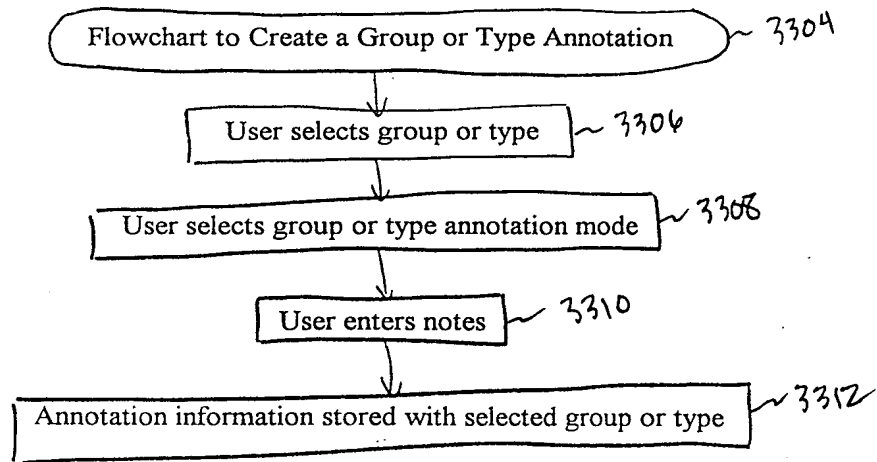 Flowchart to Create a Group or Type Annotation 3304
User selects group or type 3306
User selects group or type annotation mode 3308
User enters notes 3310
Annotation information stored with selected group or type 3312